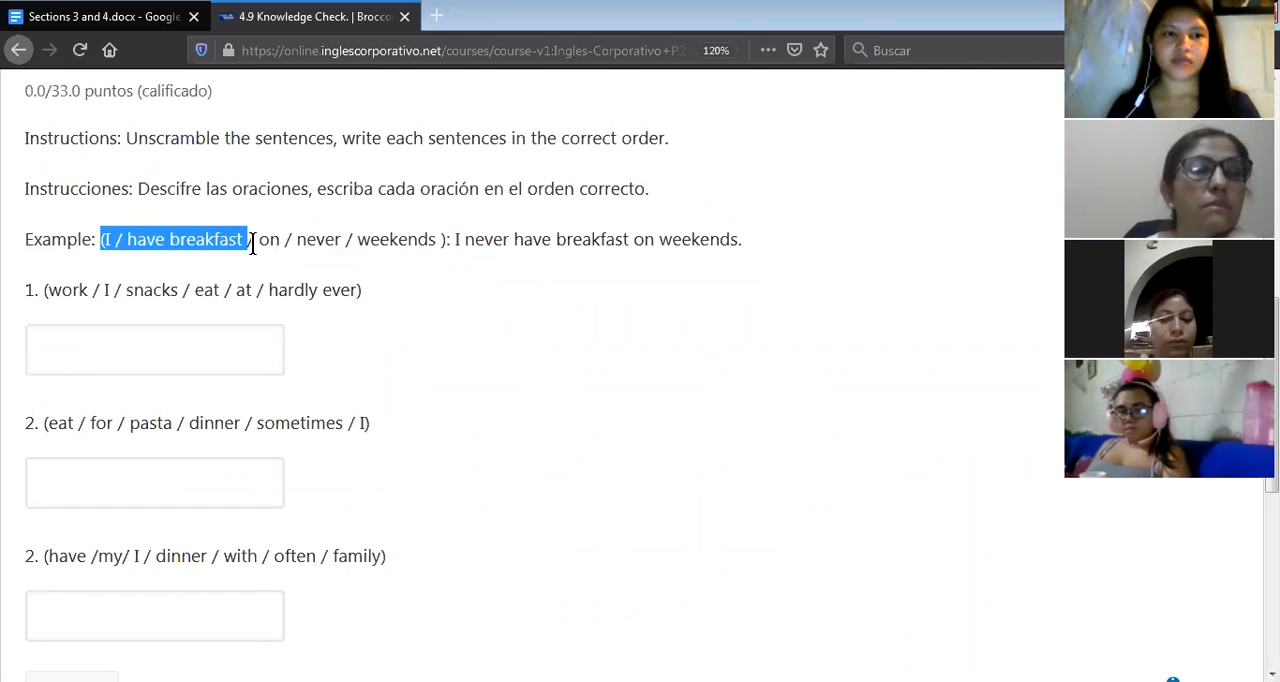 Sections 3 and 4.docx - Google
4.9 Knowledge Check. | Brocco
https://online.inglescorporativo.net/courses/course-v1:Ingles-Corporativo+P
120%
Buscar
0.0/33.0 puntos (calificado)
Instructions: Unscramble the sentences, write each sentences in the correct order.
Instrucciones: Descifre las oraciones, escriba cada oración en el orden correcto.
Example: (I / have breakfast / on / never / weekends ): I never have breakfast on weekends.
1. (work / I / snacks / eat / at / hardly ever)
2. (eat / for / pasta / dinner / sometimes / I)
2. (have /my/ I / dinner / with / often / family)